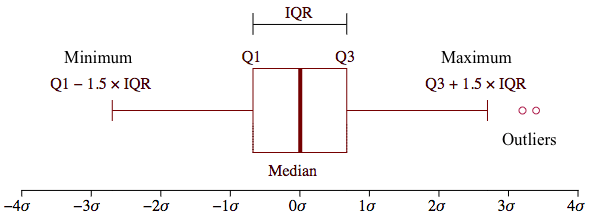 IQR
Q1
Q3
Minimum
Q1 − 1.5 × IQR
Maximum
Q3 + 1.5 × IQR
Outliers
Median
−4σ −3σ −2σ −1σ 0σ 1σ 2σ 3σ 4σ